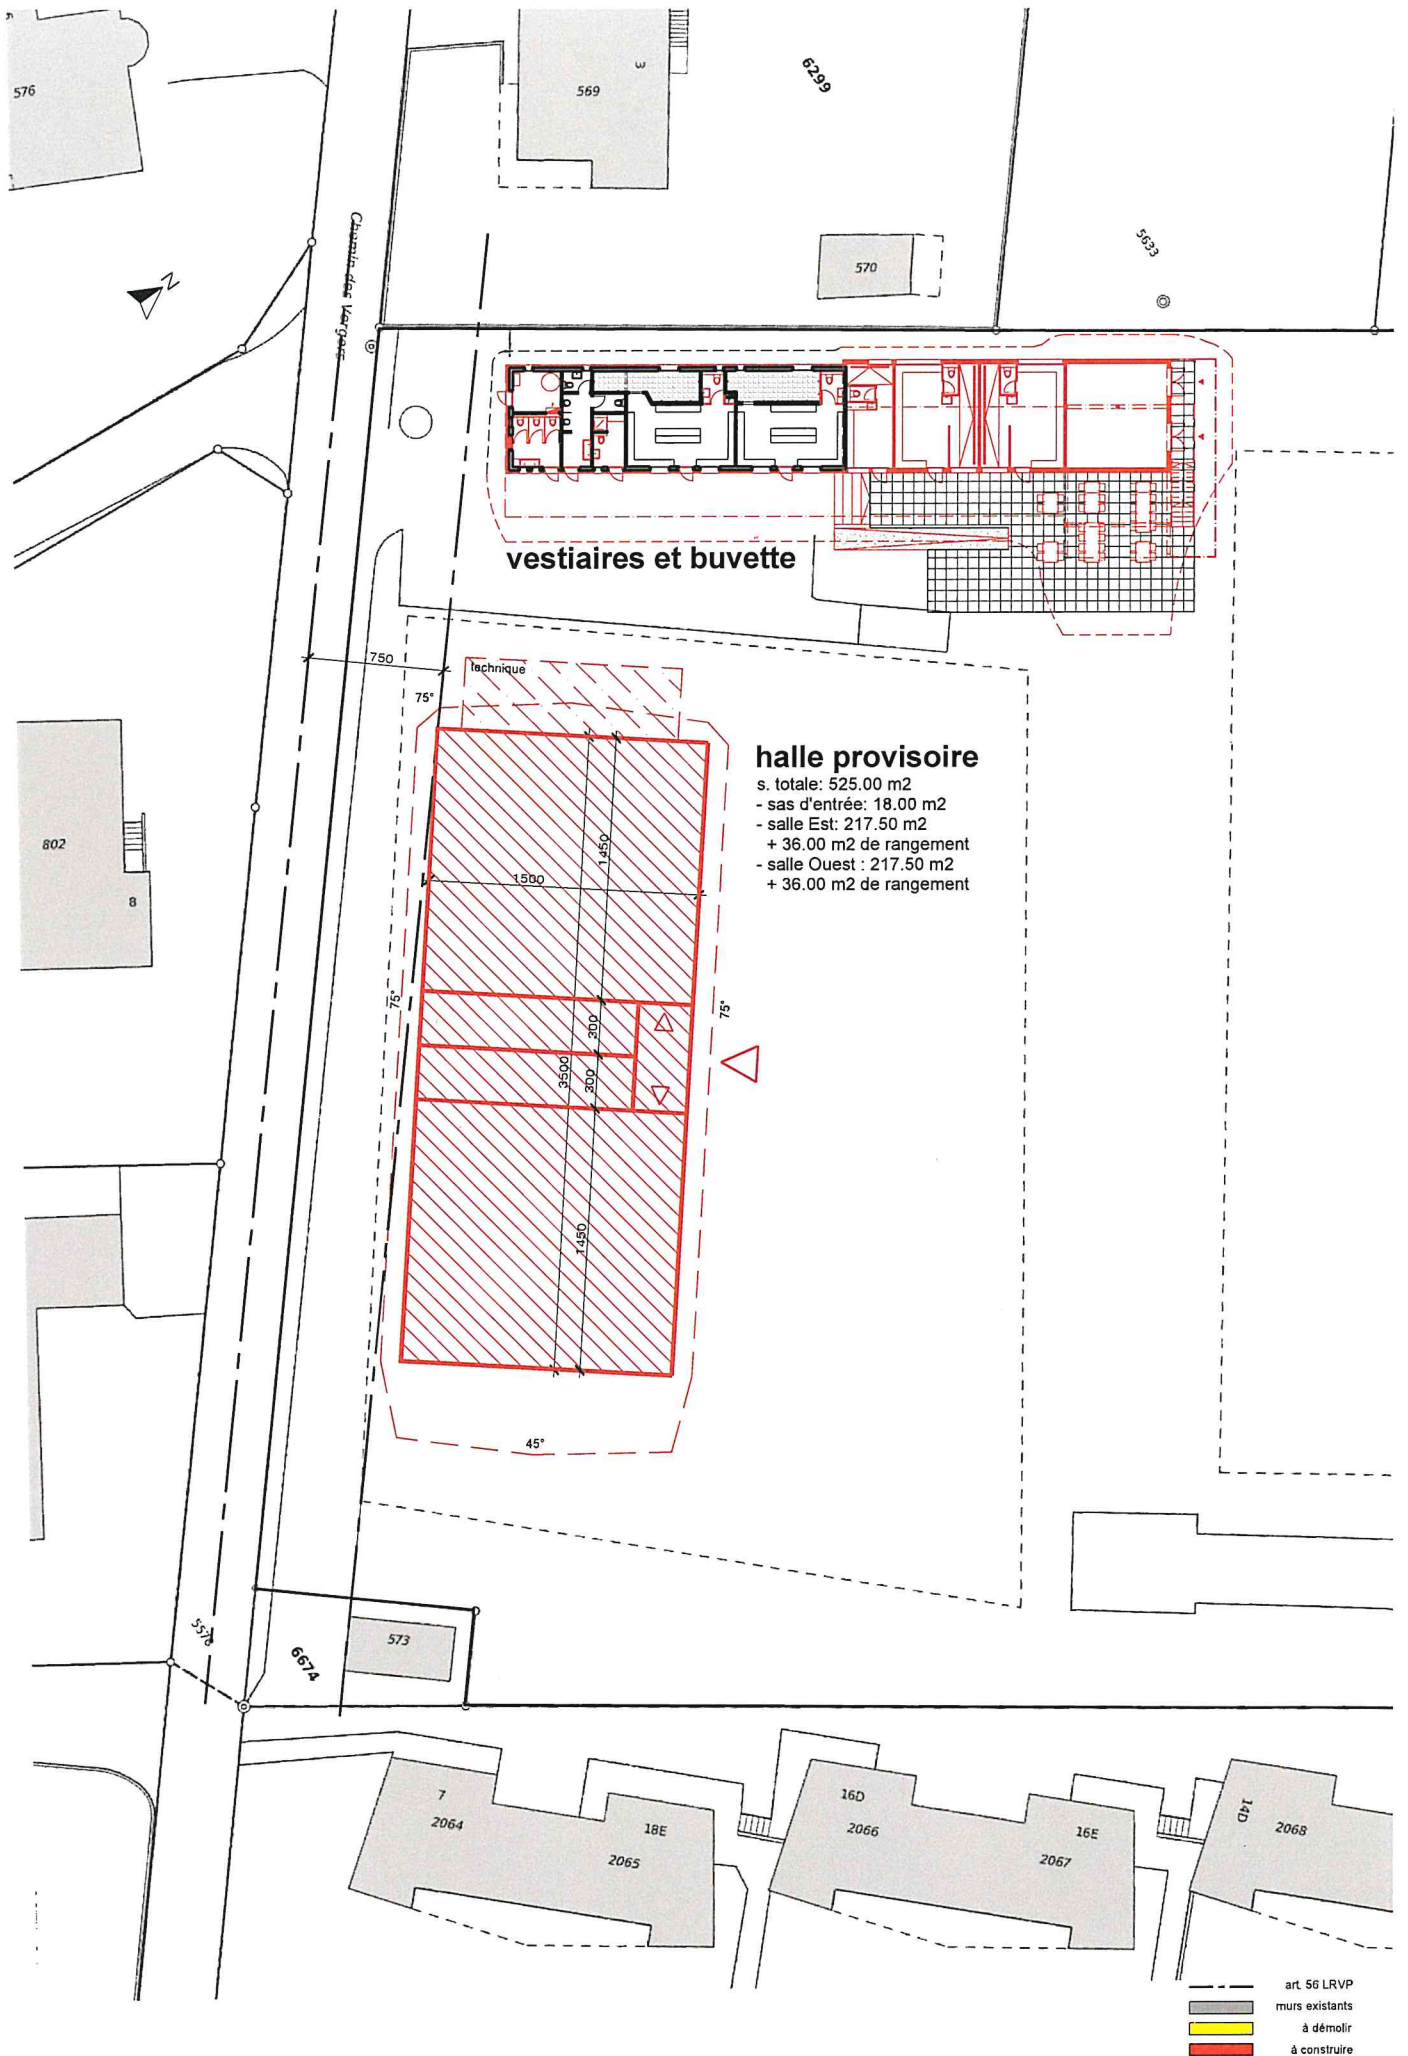 576
569
3
6299
Chemin des Vergers
N
570
5633
vestiaires et buvette
750
technique
75°
halle provisoire
s. totale: 525.00 m2
- sas d'entrée: 18.00 m2
- salle Est: 217.50 m2
+ 36.00 m2 de rangement
- salle Ouest : 217.50 m2
+ 36.00 m2 de rangement
802
8
1450
1500
75°
75°
300
3500
300
1450
45°
5578
6674
573
7
2064
18E
2065
16D
2066
16E
2067
14D
2068
art. 56 LRVP
murs existants
à démolir
à construire